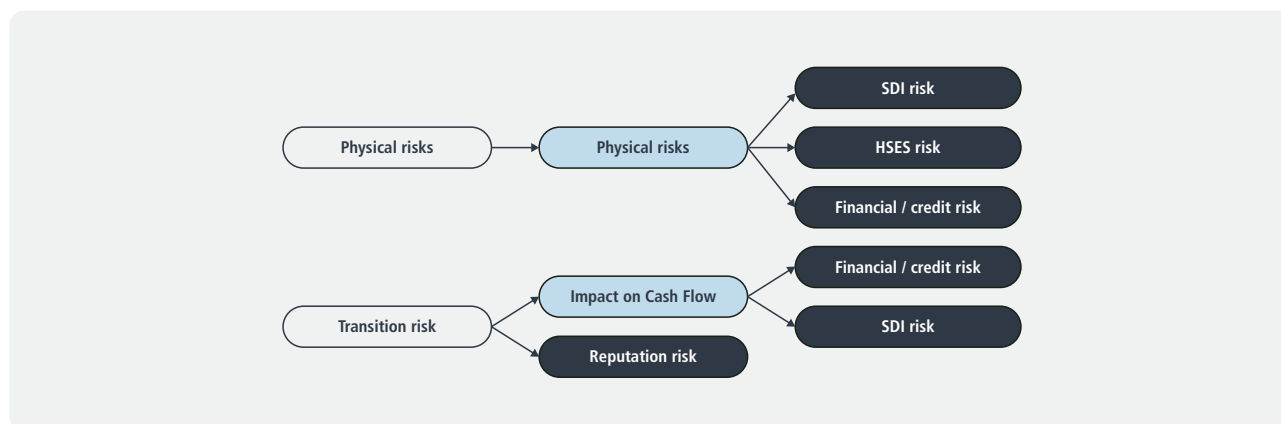 SDI risk
Physical risks
Physical risks
HSES risk
Financial / credit risk
Financial / credit risk
Impact on Cash Flow
Transition risk
SDI risk
Reputation risk